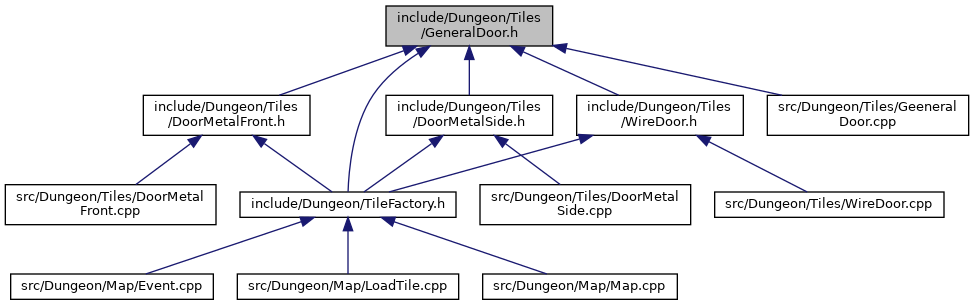 include/Dungeon/Tiles
/GeneralDoor.h
include/Dungeon/Tiles
/DoorMetalFront.h
include/Dungeon/Tiles
/DoorMetalSide.h
include/Dungeon/Tiles
/WireDoor.h
src/Dungeon/Tiles/Geeneral
Door.cpp
src/Dungeon/Tiles/DoorMetal
Front.cpp
include/Dungeon/TileFactory.h
src/Dungeon/Tiles/DoorMetal
Side.cpp
src/Dungeon/Tiles/WireDoor.cpp
src/Dungeon/Map/Event.cpp
src/Dungeon/Map/LoadTile.cpp
src/Dungeon/Map/Map.cpp